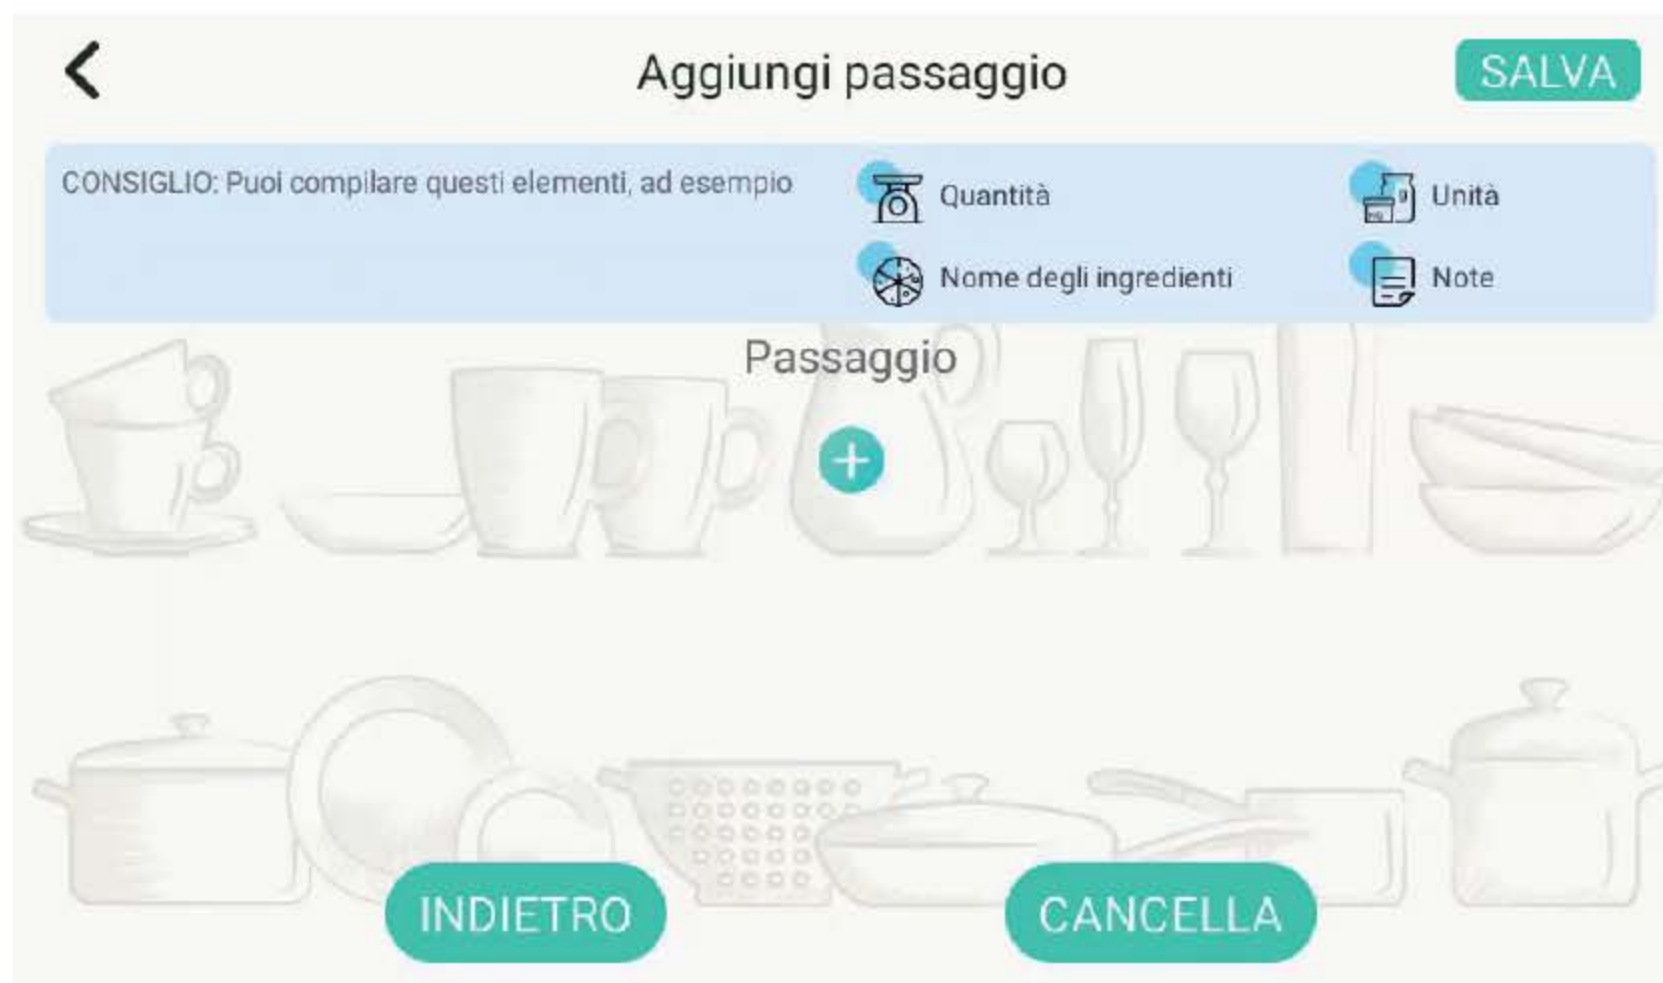 Aggiungi passaggio
SALVA
CONSIGLIO: Puoi compilare questi elementi, ad esempio
Quantità
Unità
Nome degli ingredienti
Note
Passaggio
INDIETRO
CANCELLA